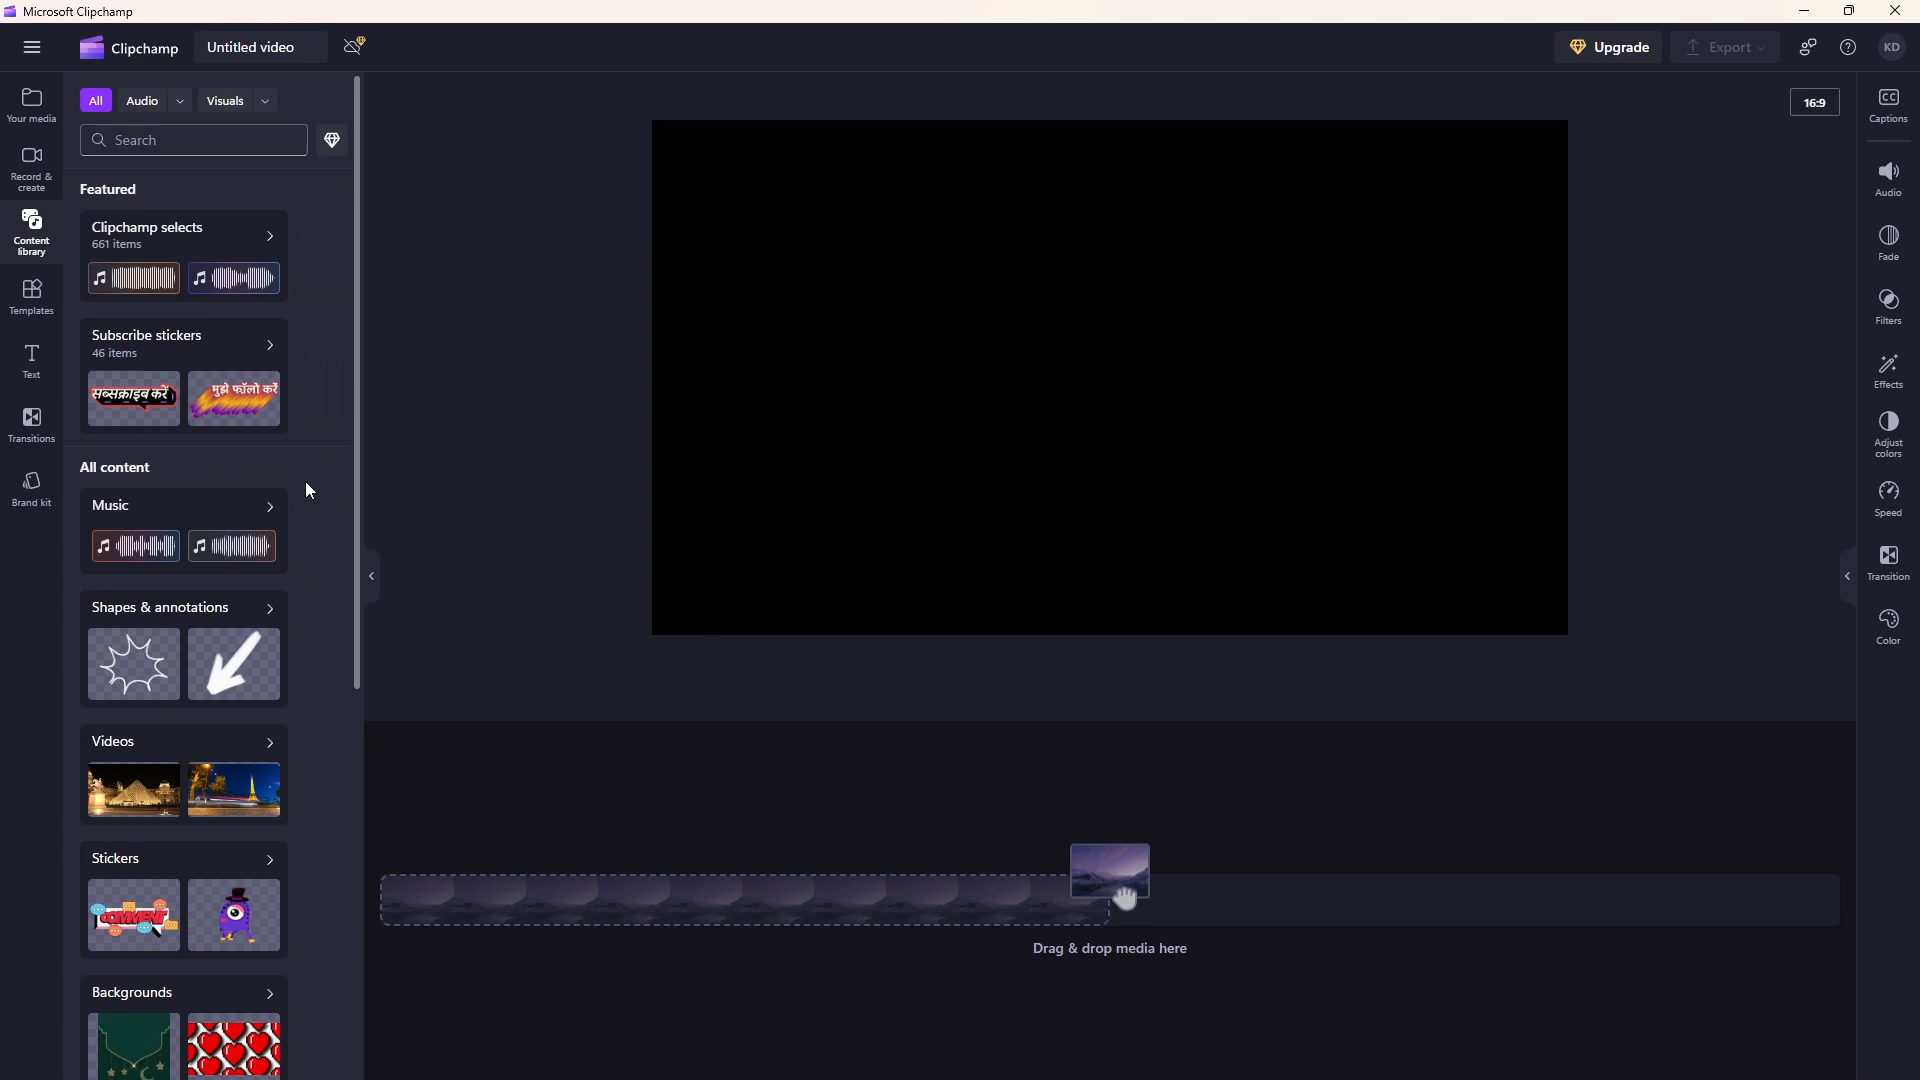 Microsoft Clipchamp
Clipchamp
Untitled video
Upgrade
Export
KD
Your media
Record &
create
Content
library
Templates
Text
Transitions
Brand kit
All
Audio
Visuals
Search
Featured
Clipchamp selects
661 items
Subscribe stickers
46 items
सब्सक्राइब करें
मुझे फॉलो करें
All content
Music
Shapes & annotations
Videos
Stickers
COMMENT
Backgrounds
16:9
Drag & drop media here
CC
Captions
Audio
Fade
Filters
Effects
Adjust
colors
Speed
Transition
Color